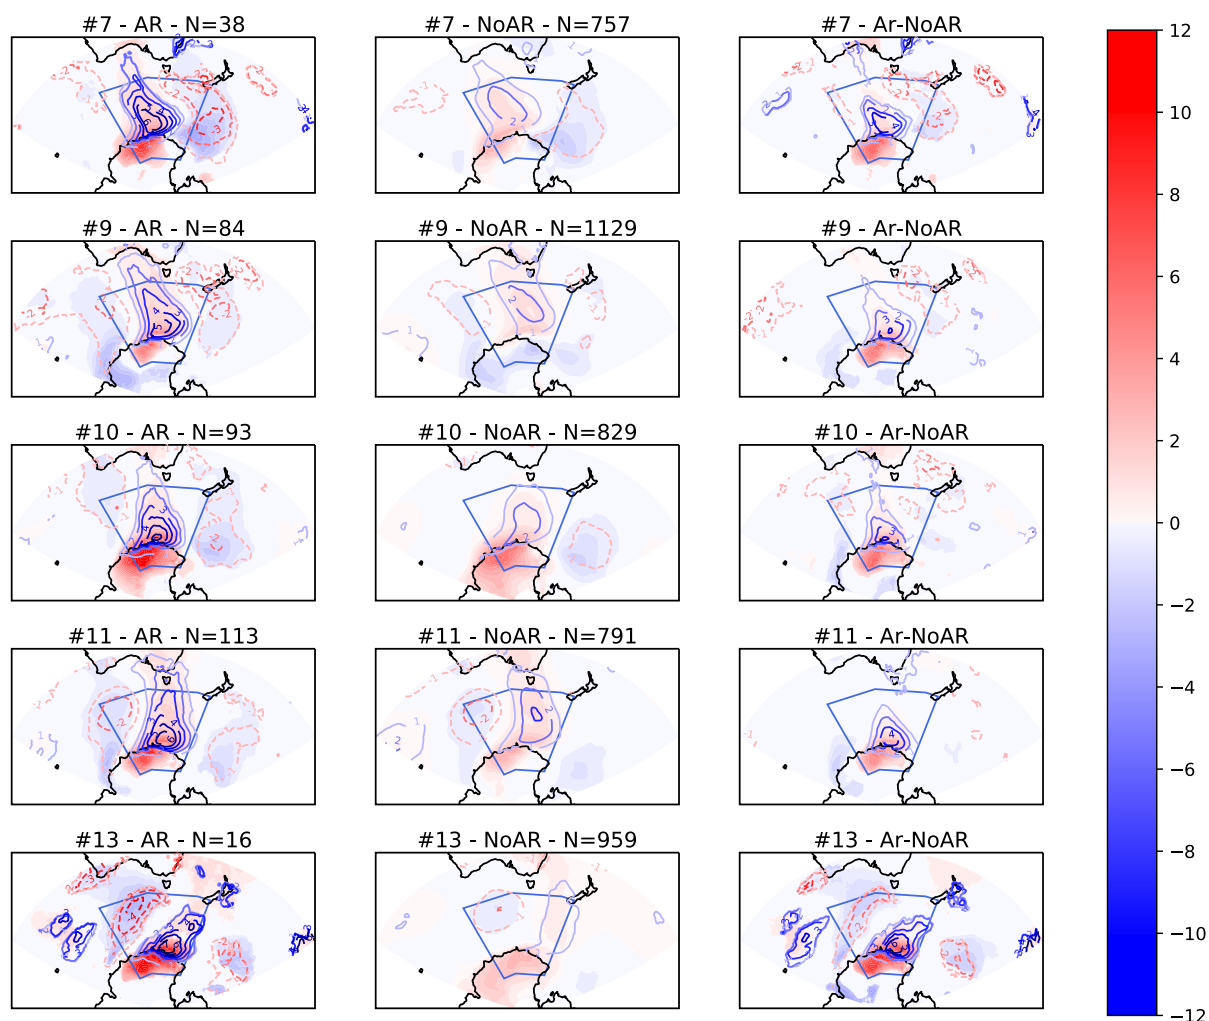 #7 - AR - N=38
#7 - NoAR - N=757
#7 - Ar-NoAR
#9 - AR - N=84
#9 - NoAR - N=1129
#9 - Ar-NoAR
#10 - AR - N=93
#10 - NoAR - N=829
#10 - Ar-NoAR
#11 - AR - N=113
#11 - NoAR - N=791
#11 - Ar-NoAR
#13 - AR - N=16
#13 - NoAR - N=959
#13 - Ar-NoAR
12
10
8
6
4
2
0
−2
−4
−6
−8
−10
−12